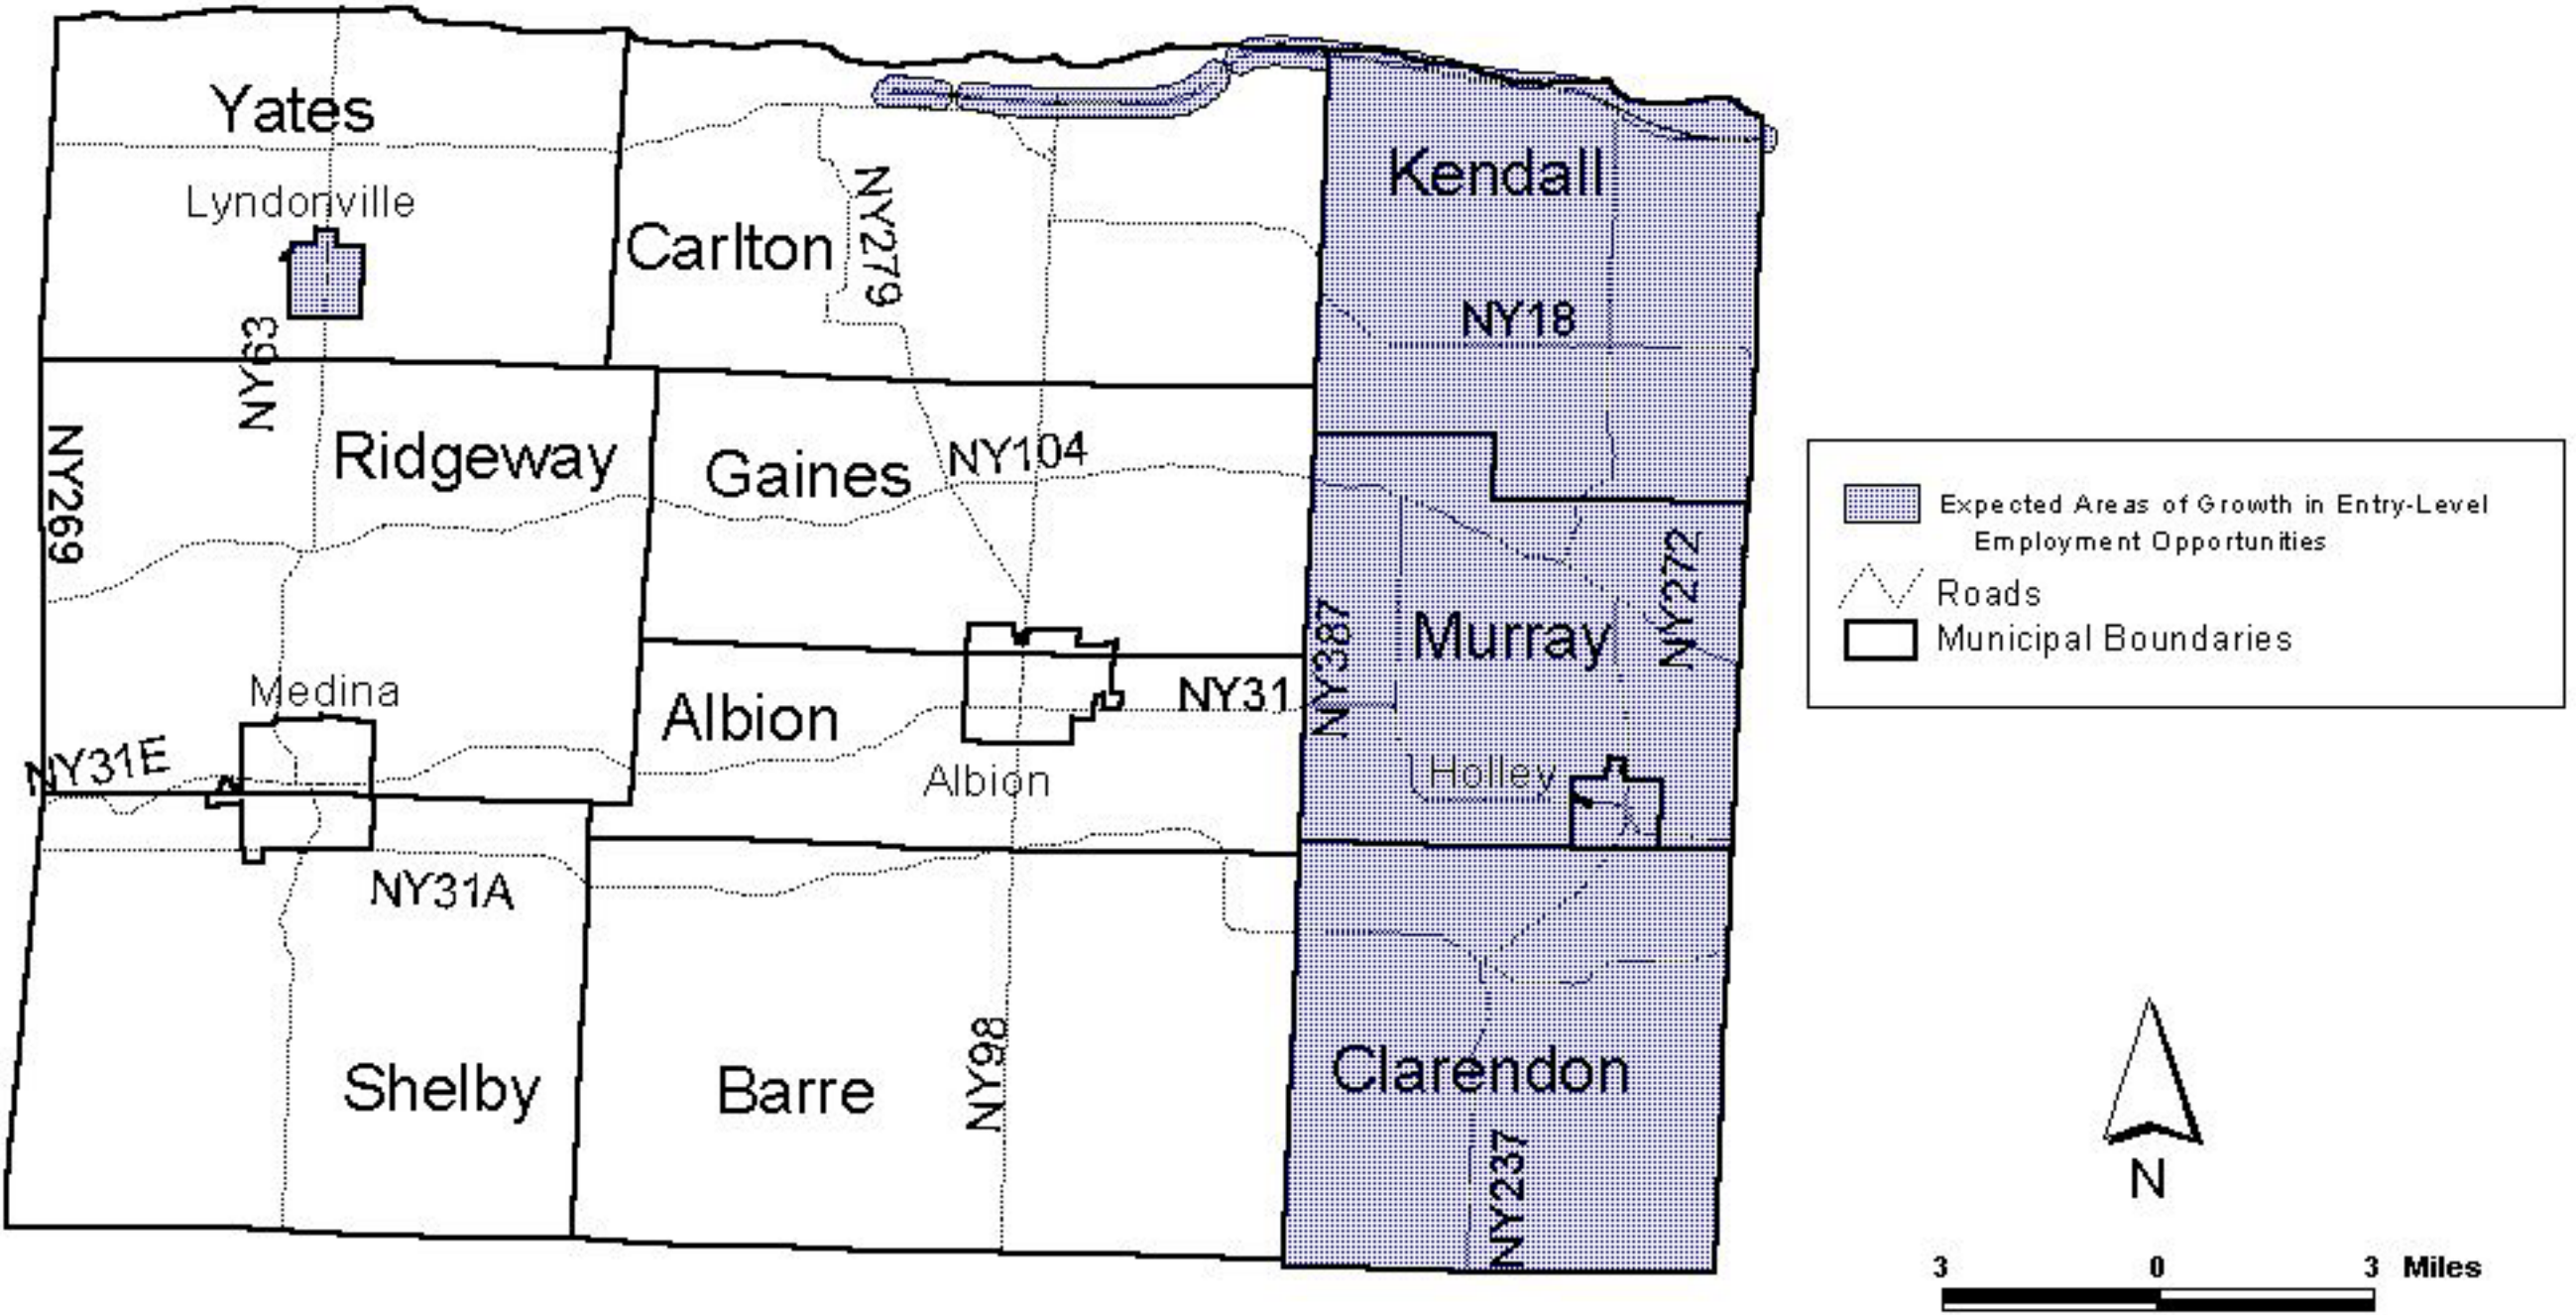 Yates
Kendall
Lyndonville
NY279
Carlton
NY18
NY63
NY269
Ridgeway
Gaines
NY104
Expected Areas of Growth in Entry-Level
Employment Opportunities
Roads
Municipal Boundaries
NY272
NY387
Murray
Medina
Albion
NY31
NY31E
Albion
Holley
NY31A
Shelby
Barre
NY98
Clarendon
NY237
N
3 0 3 Miles